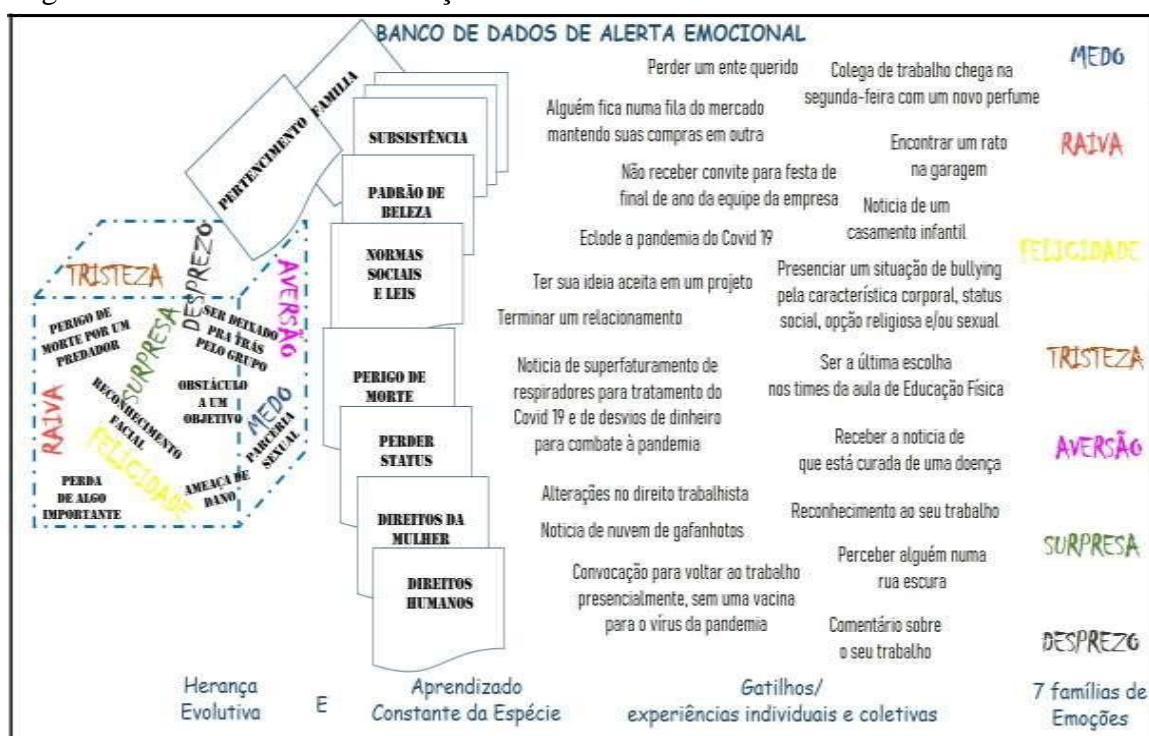 BANCO DE DADOS DE ALERTA EMOCIONAL
FAMILIA
PERTENCIMENTO
SUBSISTÊNCIA
PADRÃO DE
BELEZA
NORMAS
SOCIAIS
E LEIS
PERIGO DE
MORTE
PERDER
STATUS
DIREITOS DA
MULHER
DIREITOS
HUMANOS
TRISTEZA
DESPREZO
AVERSÃO
SURPRESA
RAIVA
FELICIDADE
MEDO
PERIGO DE
MORTE POR UM
PREDADOR
SER DEIXADO
PRA TRÁS
PELO GRUPO
RECONHECIMENTO
FACIAL
OBSTÁCULO
A UM
OBJETIVO
PARCERIA
SEXUAL
AMEAÇA DE
DANO
PERDA
DE ALGO
IMPORTANTE
Perder um ente querido
Colega de trabalho chega na
segunda-feira com um novo perfume
Alguém fica numa fila do mercado
mantendo suas compras em outra
Encontrar um rato
na garagem
Não receber convite para festa de
final de ano da equipe da empresa
Noticia de um
casamento infantil
Eclode a pandemia do Covid 19
Ter sua ideia aceita em um projeto
Presenciar um situação de bullying
pela característica corporal, status
social, opção religiosa e/ou sexual
Terminar um relacionamento
Noticia de superfaturamento de
respiradores para tratamento do
Covid 19 e de desvios de dinheiro
para combate à pandemia
Ser a última escolha
nos times da aula de Educação Física
Receber a noticia de
que está curada de uma doença
Alterações no direito trabalhista
Noticia de nuvem de gafanhotos
Reconhecimento ao seu trabalho
Perceber alguém numa
rua escura
Convocação para voltar ao trabalho
presencialmente, sem uma vacina
para o vírus da pandemia
Comentário sobre
o seu trabalho
MEDO
RAIVA
FELICIDADE
TRISTEZA
AVERSÃO
SURPRESA
DESPREZO
Herança
Evolutiva
E
Aprendizado
Constante da Espécie
Gatilhos/
experiências individuais e coletivas
7 famílias de
Emoções